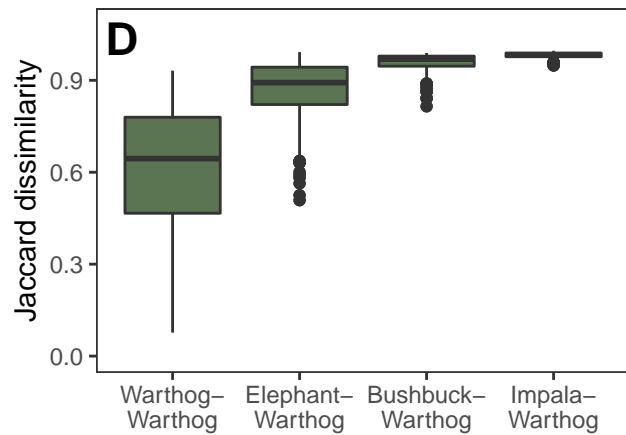 D
Jaccard dissimilarity
0.9
0.6
0.3
0.0
Warthog–
Warthog
Elephant–
Warthog
Bushbuck–
Warthog
Impala–
Warthog